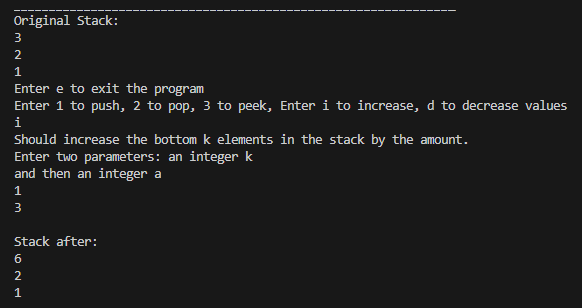 Original Stack:
3
2
1
Enter e to exit the program
Enter 1 to push, 2 to pop, 3 to peek, Enter i to increase, d to decrease values
i
Should increase the bottom k elements in the stack by the amount.
Enter two parameters: an integer k
and then an integer a
1
3
Stack after:
6
2
1